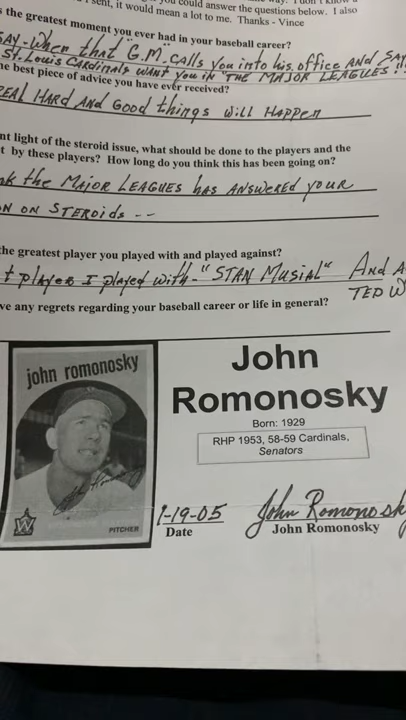 sent, it would mean a lot to me. Thanks - Vince
could answer the questions below. I also
the greatest moment you ever had in your baseball career?
SAY - When that "G.M." calls you into his office AND SAY
St. Louis CARdinals WANT You iN THE MAJOR LEAGUES!!
he best piece of advice you have ever received?
REAL HARD AND Good things Will HAPPEN
nt light of the steroid issue, what should be done to the players and the
t by these players? How long do you think this has been going on?
nk the MAJOR LEAGUES hAS ANSWERED YOUR
N ON STEROIDS --
the greatest player you played with and played against?
t player I played with - "STAN MUSIAL" And A
TED W
ve any regrets regarding your baseball career or life in general?
john romonosky
John Romonosky
W
PITCHER
John
Romonosky
Born: 1929
RHP 1953, 58-59 Cardinals,
Senators
1-19-05
Date
John Romonosk
John Romonosky